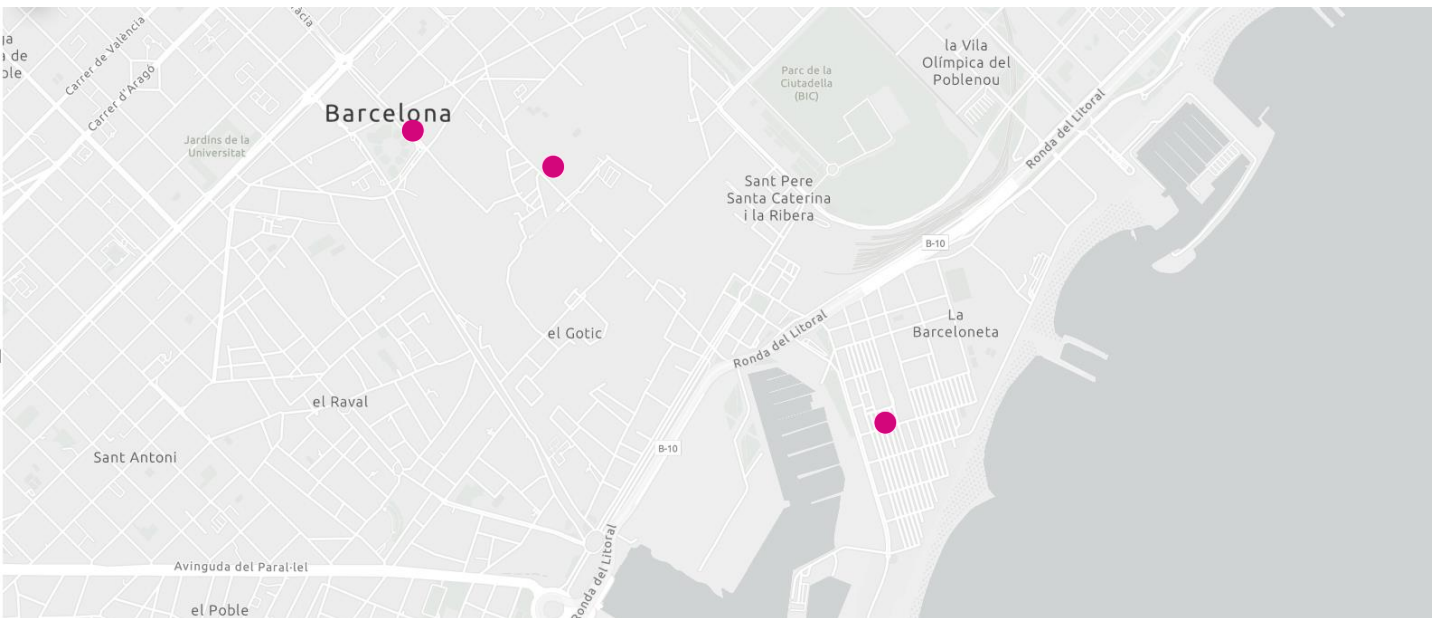 Carrer de València
Carrer d'Aragó
la Vila
Olímpica del
Poblenou
Parc de la
Ciutadella
(BIC)
Ronda del Litoral
Barcelona
Jardins de la
Universitat
Sant Pere
Santa Caterina
i la Ribera
B-10
La
Barceloneta
el Gotic
Ronda del Litoral
el Raval
B-10
Sant Antoni
Avinguda del Paral·lel
Ronda del Litoral
el Poble